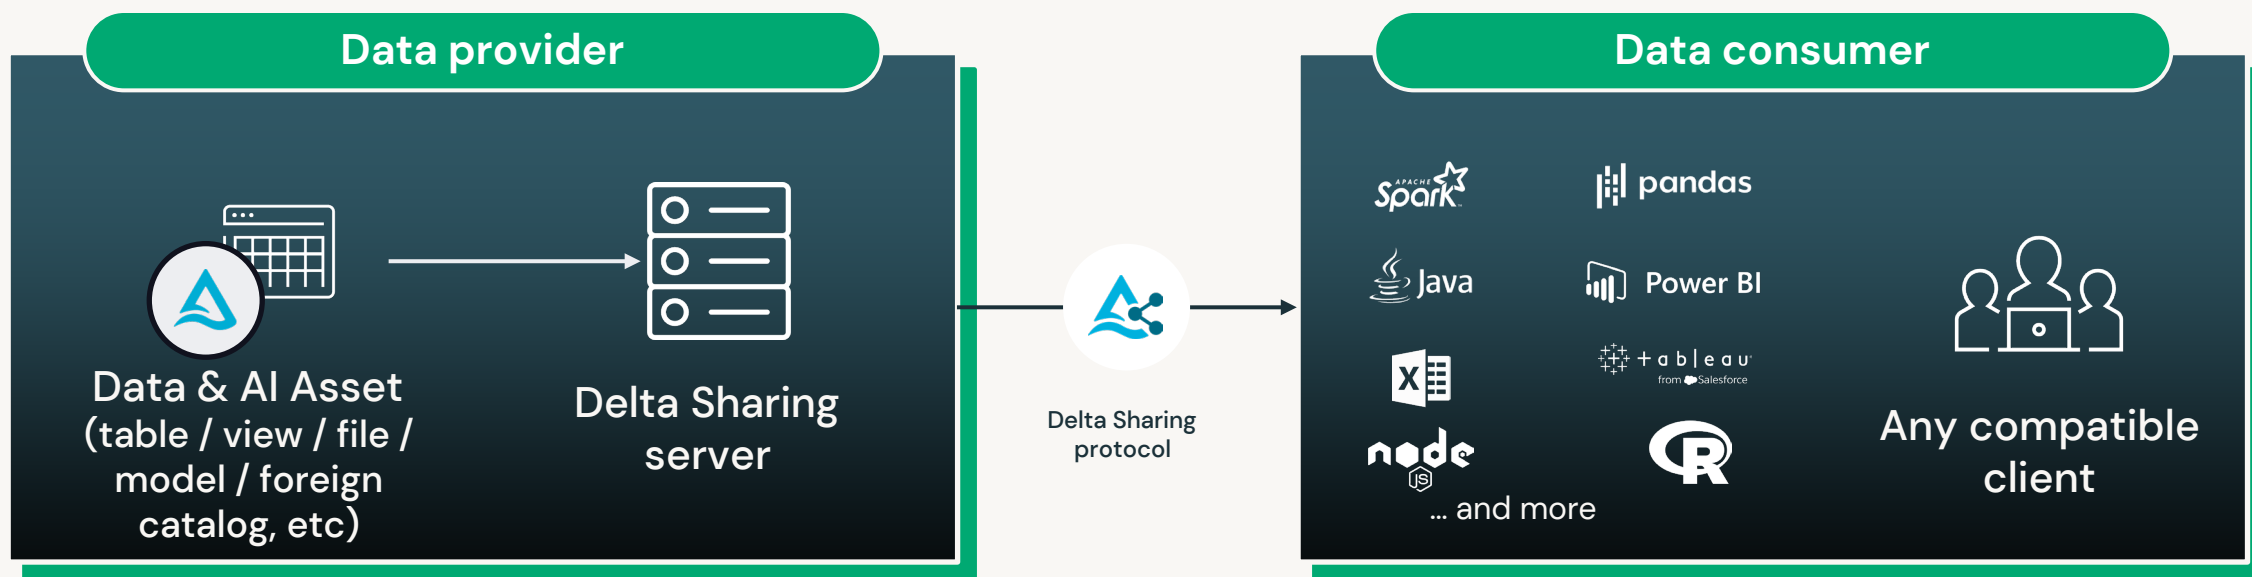 Data provider
Data & AI Asset
(table / view / file /
model / foreign
catalog, etc)
Delta Sharing
server
Delta Sharing
protocol
Data consumer
APACHE
Spark
pandas
Java
Power BI
X
+ableau
from Salesforce
node
JS
R
... and more
Any compatible
client